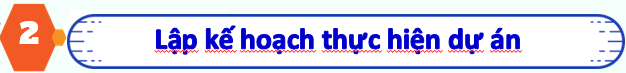 2
Lập kế hoạch thực hiện dự án